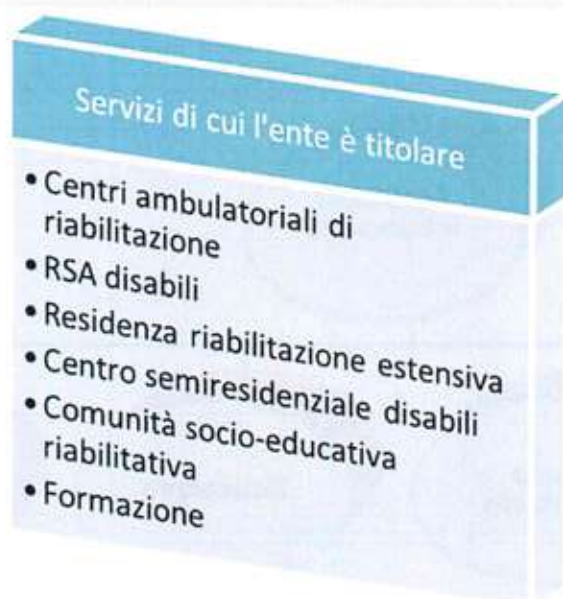 Servizi di cui l'ente è titolare
• Centri ambulatoriali di
riabilitazione
• RSA disabili
• Residenza riabilitazione estensiva
• Centro semiresidenziale disabili
• Comunità socio-educativa
riabilitativa
• Formazione